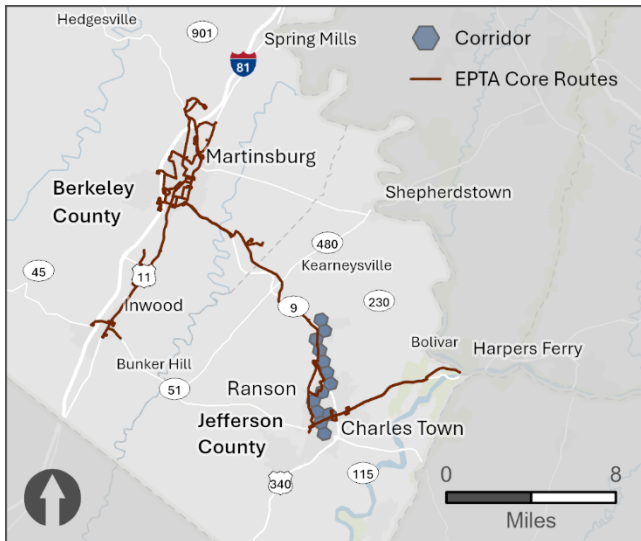 Hedgesville
901
Spring Mills
81
Corridor
EPTA Core Routes
Martinsburg
Berkeley
County
Shepherdstown
480
Kearneysville
45
11
9
230
Inwood
Bolivar
Harpers Ferry
Bunker Hill
51
Ranson
Jefferson
County
Charles Town
115
340
0
8
Miles